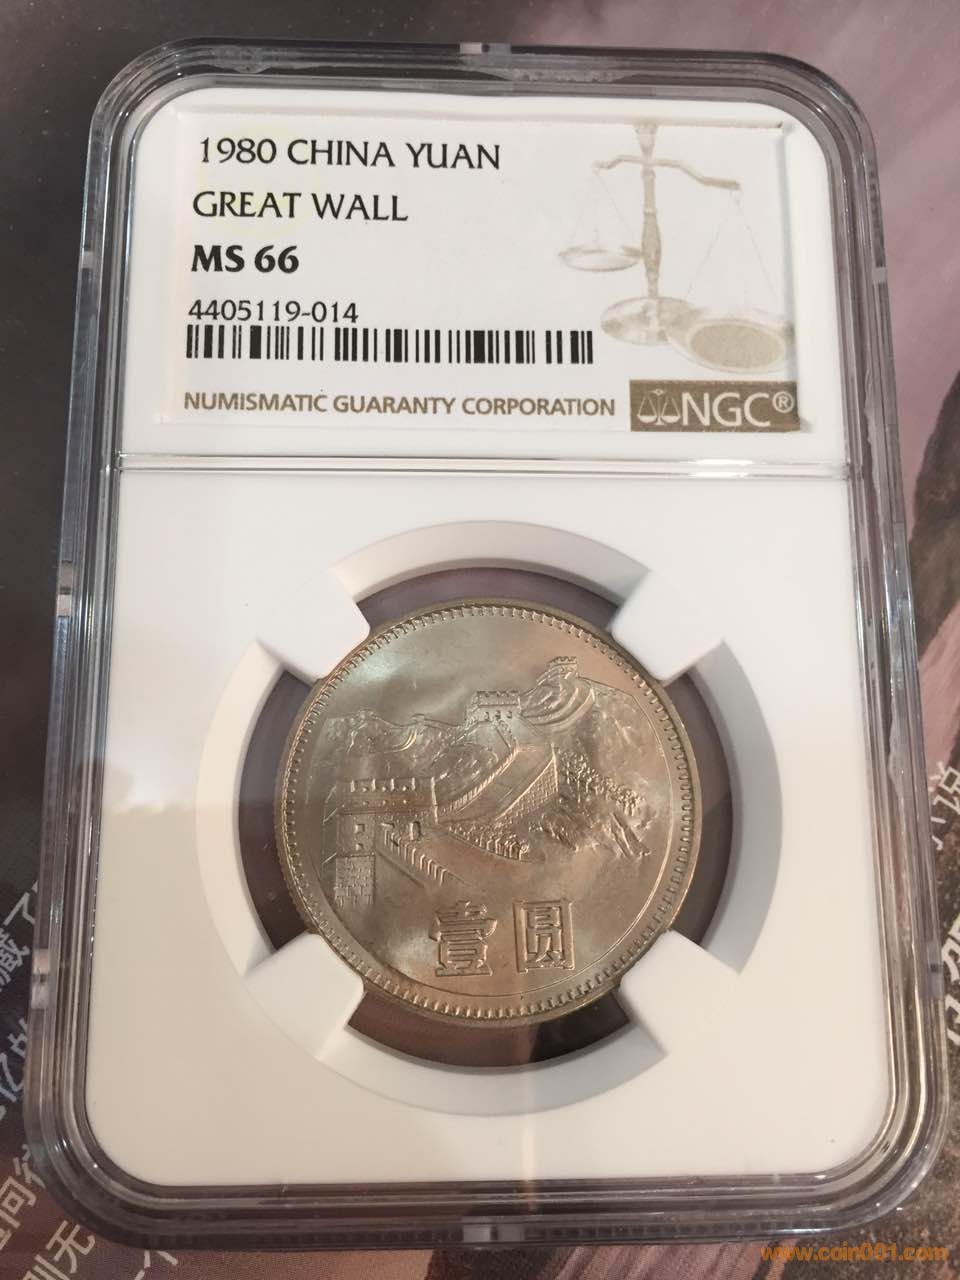 1980 CHINA YUAN
GREAT WALL
MS 66
4405119-014
NUMISMATIC GUARANTY CORPORATION
NGC®
壹圆
www.coin001.com